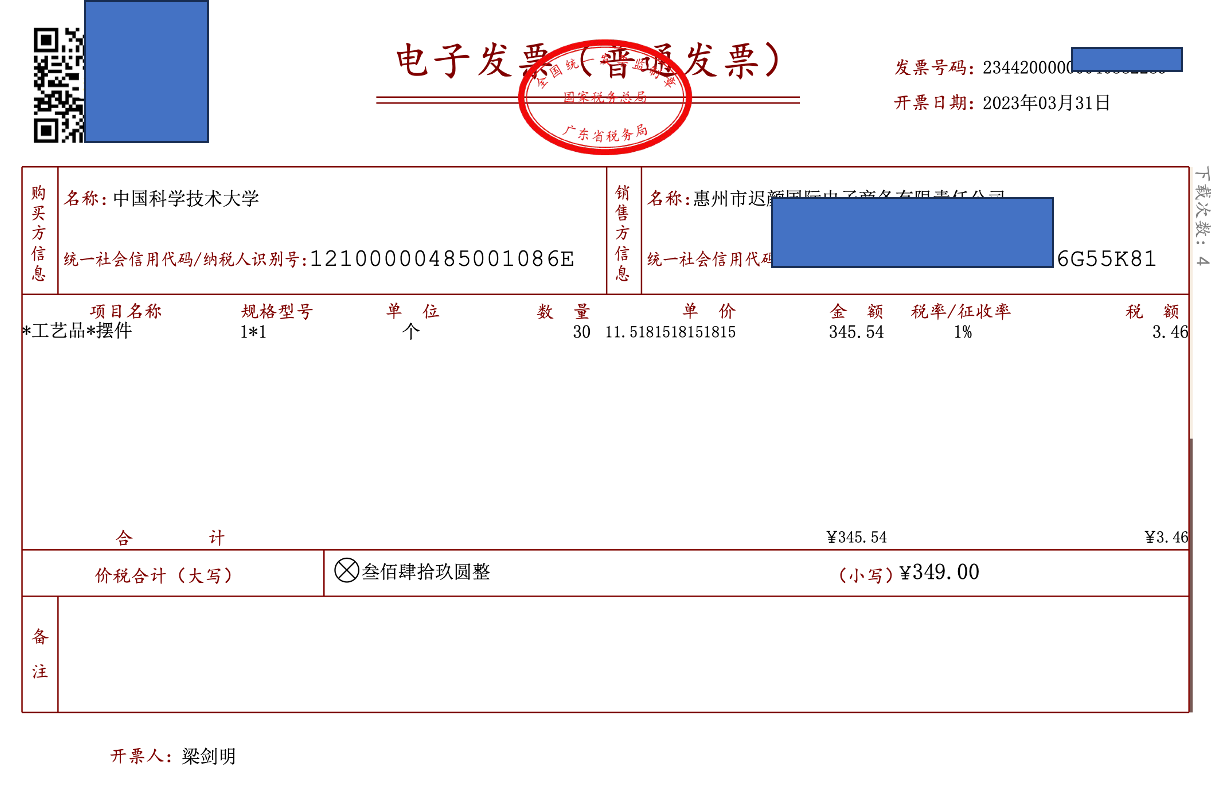 电子发票（普通发票）
全国统一发票监制章
国家税务总局
广东省税务局
发票号码：
开票日期：2023年03月31日
下载次数：4
购买方信息
名称：中国科学技术大学
统一社会信用代码/纳税人识别号：12100000485001086E
销售方信息
名称：惠州市迟颜国际电子商务有限责任公司
统一社会信用代码 6G55K81
项目名称 规格型号 单位 数量 单价 金额 税率/征收率 税额
*工艺品*摆件 1*1 个 30 11.5181518151815 345.54 1% 3.46
合计 ¥345.54 ¥3.46
价税合计（大写） ⊗叁佰肆拾玖圆整 （小写）¥349.00
备注
开票人：梁剑明